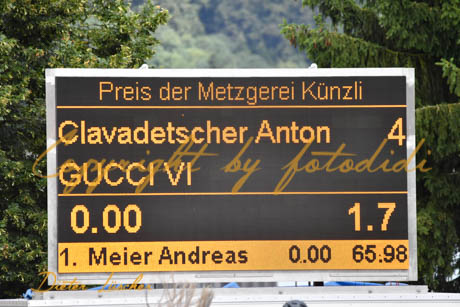 Preis der Metzgerei Künzli
Clavadetscher Anton 4
GUCCI VI
Copyright by fotodidi
0.00 1.7
1. Meier Andreas 0.00 65.98